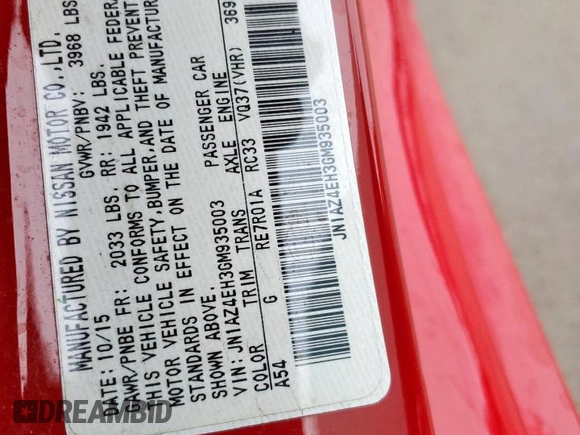 MANUFACTURED BY NISSAN MOTOR CO.,LTD.
DATE: 10/15 GVWR/PNBV: 3968 LBS
GAWR/PNBE FR: 2033 LBS. RR: 1942 LBS.
THIS VEHICLE CONFORMS TO ALL APPLICABLE FEDERA
MOTOR VEHICLE SAFETY,BUMPER,AND THEFT PREVENT
STANDARDS IN EFFECT ON THE DATE OF MANUFACTUR
SHOWN ABOVE.
VIN: JN1AZ4EH3GM935003 PASSENGER CAR
COLOR TRIM TRANS AXLE ENGINE
A54 G RE7R01A RC33 VQ37(VHR) 369
JN1AZ4EH3GM935003
DREAMBID